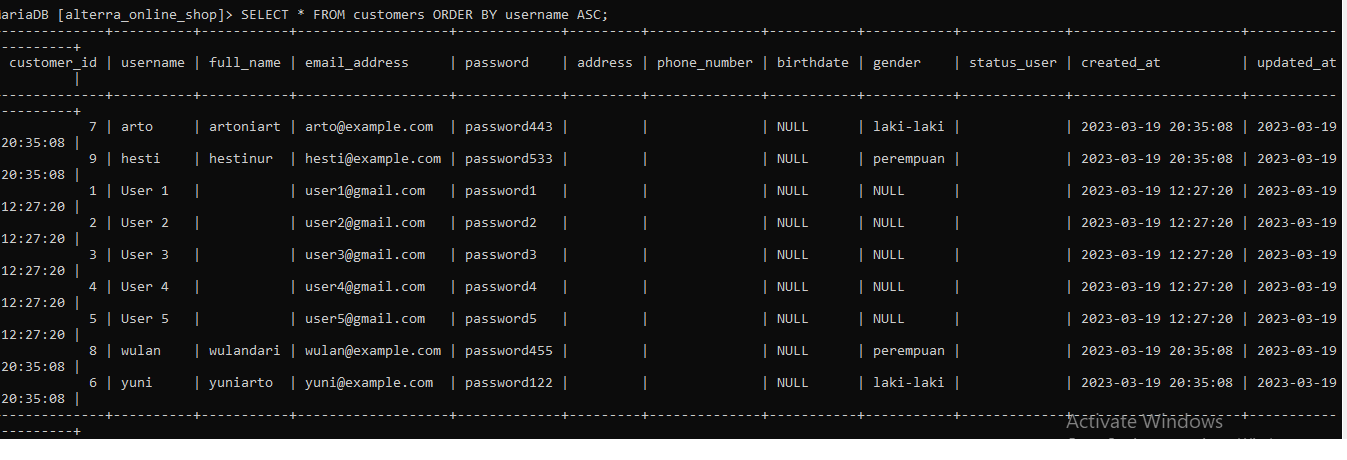 MariaDB [alterra_online_shop]> SELECT * FROM customers ORDER BY username ASC;
-------------+----------+-----------+-------------------+-------------+---------+--------------+-----------+-----------+-------------+---------------------+-----------
---------+
 customer_id | username | full_name | email_address     | password    | address | phone_number | birthdate | gender    | status_user | created_at          | updated_at
         |
-------------+----------+-----------+-------------------+-------------+---------+--------------+-----------+-----------+-------------+---------------------+-----------
---------+
           7 | arto     | artoniart | arto@example.com  | password443 |         |              | NULL      | laki-laki |             | 2023-03-19 20:35:08 | 2023-03-19
20:35:08 |
           9 | hesti    | hestinur  | hesti@example.com | password533 |         |              | NULL      | perempuan |             | 2023-03-19 20:35:08 | 2023-03-19
20:35:08 |
           1 | User 1   |           | user1@gmail.com   | password1   |         |              | NULL      | NULL      |             | 2023-03-19 12:27:20 | 2023-03-19
12:27:20 |
           2 | User 2   |           | user2@gmail.com   | password2   |         |              | NULL      | NULL      |             | 2023-03-19 12:27:20 | 2023-03-19
12:27:20 |
           3 | User 3   |           | user3@gmail.com   | password3   |         |              | NULL      | NULL      |             | 2023-03-19 12:27:20 | 2023-03-19
12:27:20 |
           4 | User 4   |           | user4@gmail.com   | password4   |         |              | NULL      | NULL      |             | 2023-03-19 12:27:20 | 2023-03-19
12:27:20 |
           5 | User 5   |           | user5@gmail.com   | password5   |         |              | NULL      | NULL      |             | 2023-03-19 12:27:20 | 2023-03-19
12:27:20 |
           8 | wulan    | wulandari | wulan@example.com | password455 |         |              | NULL      | perempuan |             | 2023-03-19 20:35:08 | 2023-03-19
20:35:08 |
           6 | yuni     | yuniarto  | yuni@example.com  | password122 |         |              | NULL      | laki-laki |             | 2023-03-19 20:35:08 | 2023-03-19
20:35:08 |
-------------+----------+-----------+-------------------+-------------+---------+--------------+-----------+-----------+-------------+---------------------+-----------
---------+
Activate Windows